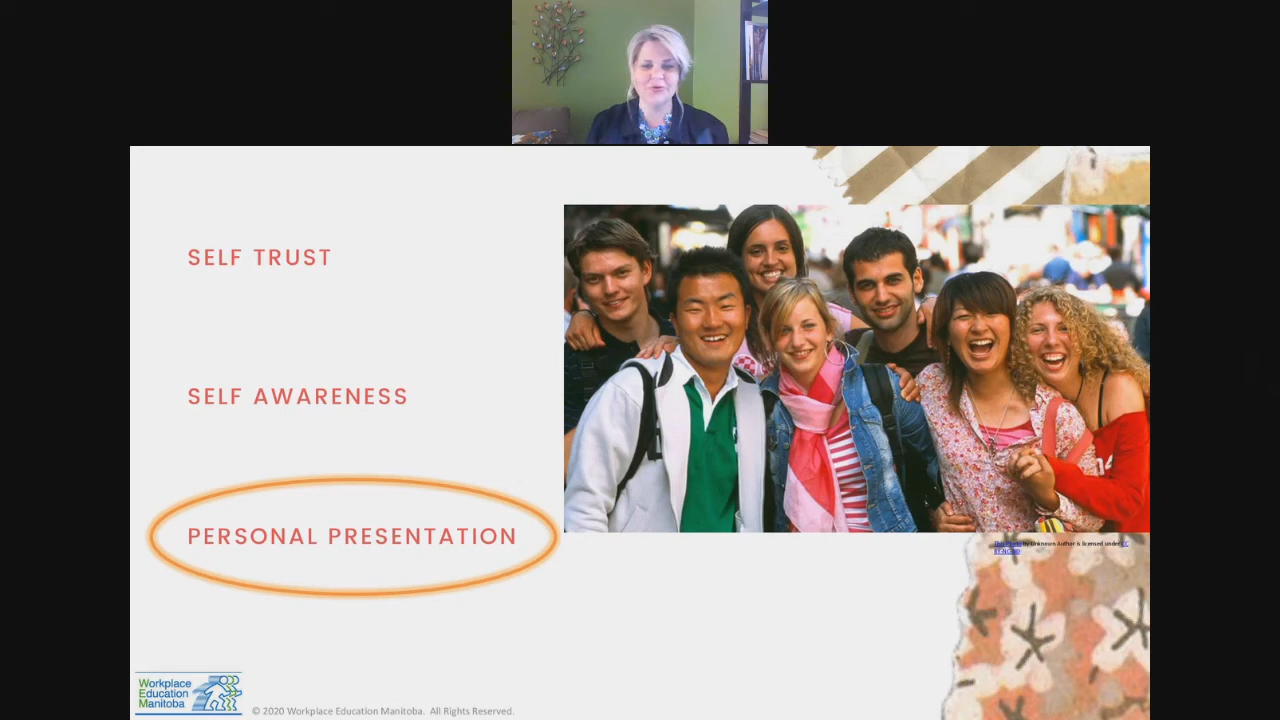 SELF TRUST
SELF AWARENESS
PERSONAL PRESENTATION
This Photo by Unknown Author is licensed under CC
BY-NC-ND
Workplace
Education
Manitoba
© 2020 Workplace Education Manitoba. All Rights Reserved.